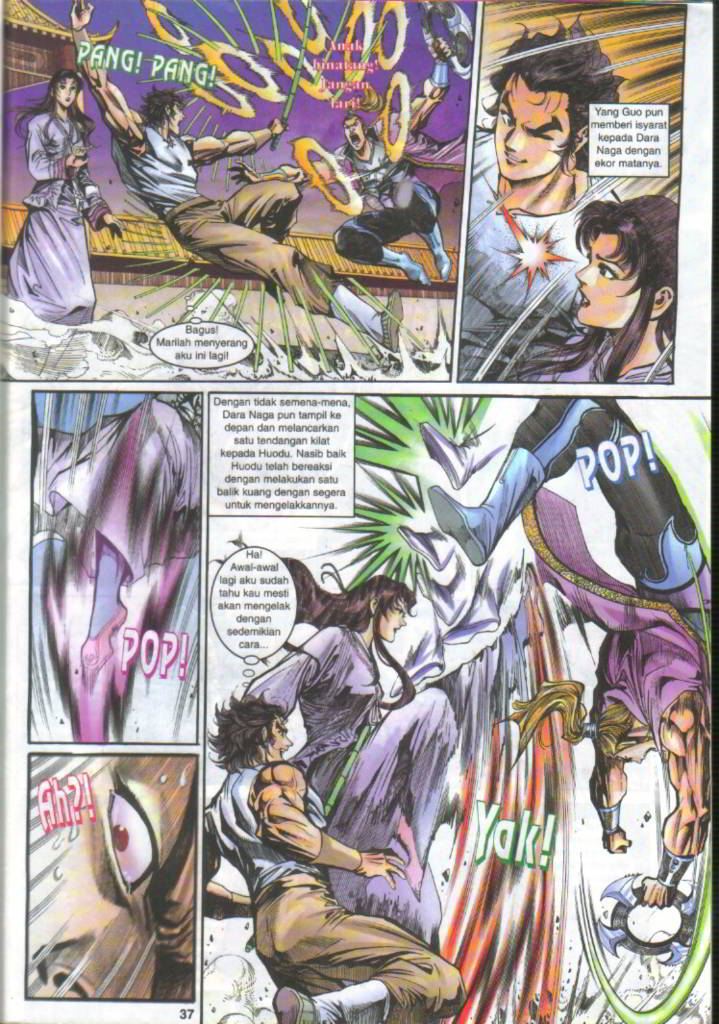 PANG! PANG!
Anak
binatang!
Jangan
lari!
Bagus!
Marilah menyerang
aku ini lagi!
Yang Guo pun
memberi isyarat
kepada Dara
Naga dengan
ekor matanya.
POP!
Ah?!
Dengan tidak semena-mena,
Dara Naga pun tampil ke
depan dan melancarkan
satu tendangan kilat
kepada Huodu. Nasib baik
Huodu telah bereaksi
dengan melakukan satu
balik kuang dengan segera
untuk mengelakkannya.
POP!
Ha!
Awal-awal
lagi aku sudah
tahu kau mesti
akan mengelak
dengan
sedemikian
cara...
Yak!
37